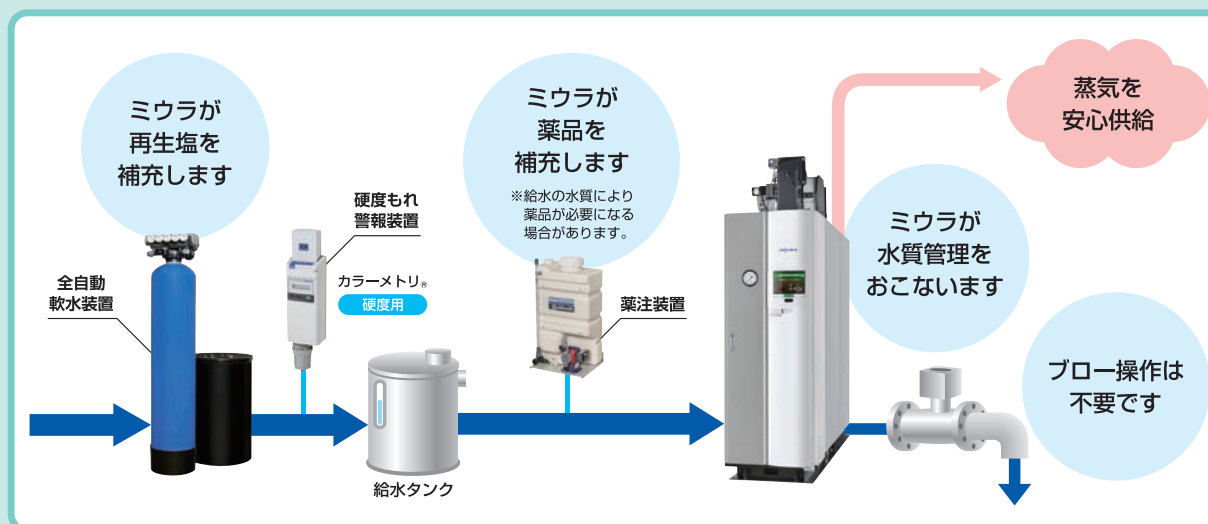 ミウラが
再生塩を
補充します
ミウラが
薬品を
補充します
※給水の水質により
薬品が必要になる
場合があります。
蒸気を
安心供給
硬度もれ
警報装置
カラーメトリ®
硬度用
全自動
軟水装置
薬注装置
ミウラが
水質管理を
おこないます
ブロー操作は
不要です
給水タンク